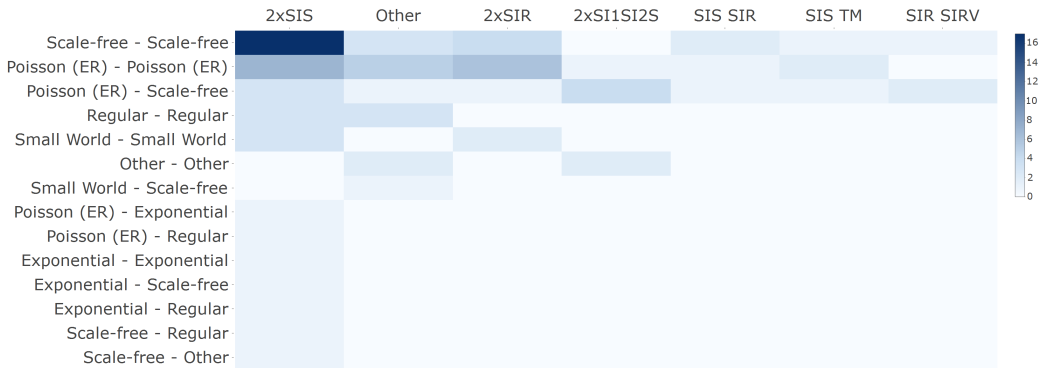 2xSIS Other 2xSIR 2xSI1SI2S SIS SIR SIS TM SIR SIRV
Scale-free - Scale-free
Poisson (ER) - Poisson (ER)
Poisson (ER) - Scale-free
Regular - Regular
Small World - Small World
Other - Other
Small World - Scale-free
Poisson (ER) - Exponential
Poisson (ER) - Regular
Exponential - Exponential
Exponential - Scale-free
Exponential - Regular
Scale-free - Regular
Scale-free - Other
16
14
12
10
8
6
4
2
0